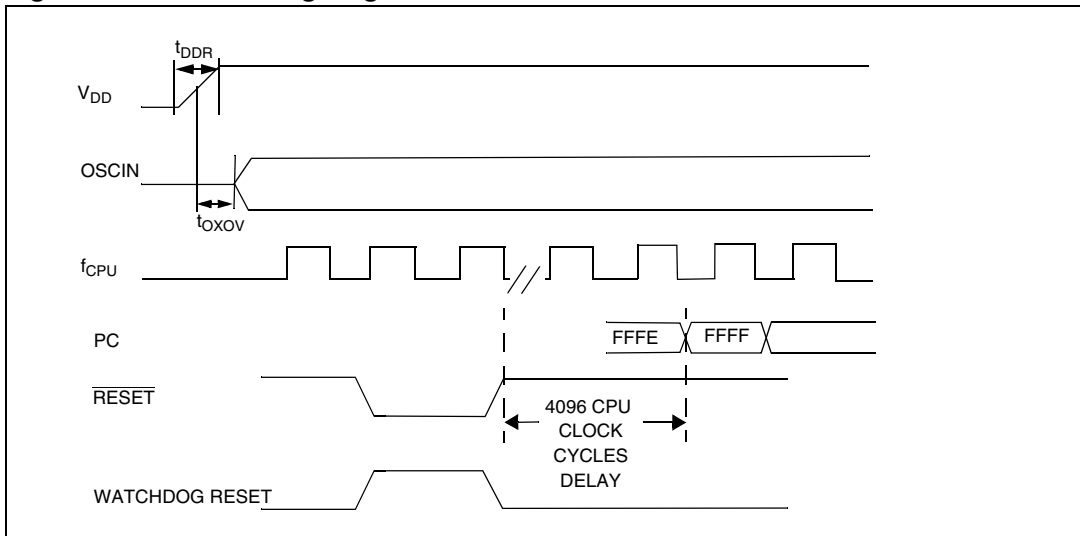 tDDR
VDD
OSCIN
tOXOV
fCPU
PC
FFFE
FFFF
RESET
4096 CPU
CLOCK
CYCLES
DELAY
WATCHDOG RESET